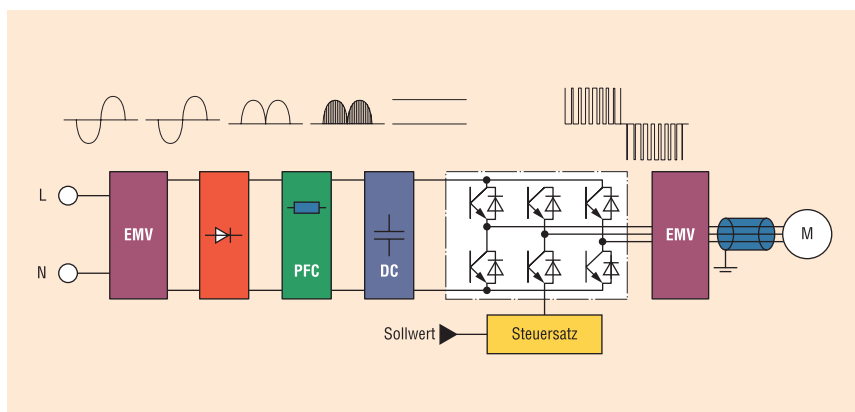 L
N
EMV
PFC
DC
EMV
M
Sollwert
Steuersatz